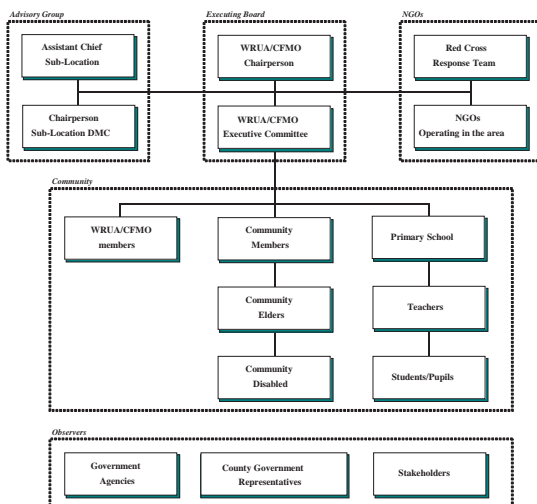 Advisory Group
Executing Board
NGOs
Assistant Chief
Sub-Location
WRUA/CFMO
Chairperson
Red Cross
Response Team
Chairperson
Sub-Location DMC
WRUA/CFMO
Executive Committee
NGOs
Operating in the area
Community
WRUA/CFMO
members
Community
Members
Primary School
Community
Elders
Teachers
Community
Disabled
Students/Pupils
Observers
Government
Agencies
County Government
Representatives
Stakeholders